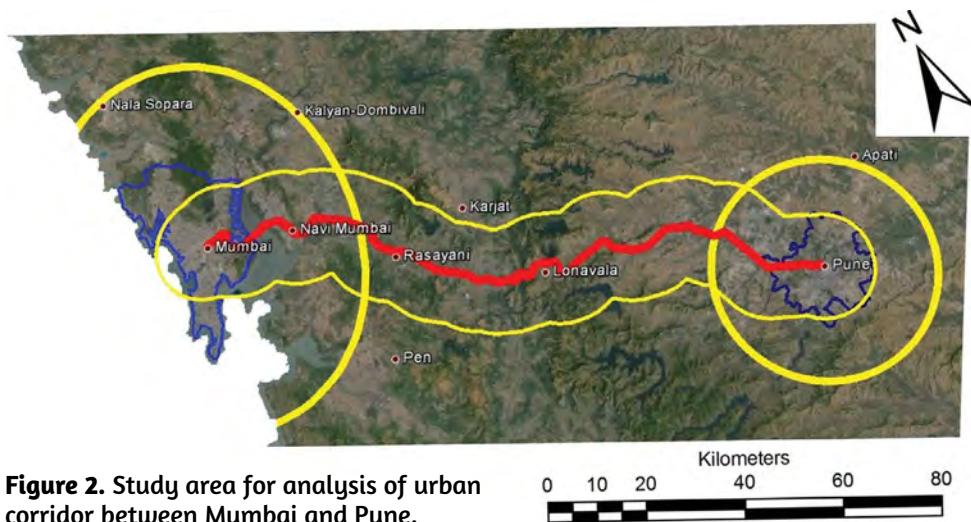 N
Nala Sopara
Kalyan-Dombivali
Apati
Karjat
Navi Mumbai
Mumbai
Rasayani
Lonavala
Pune
Pen
Kilometers
0 10 20 40 60 80
Figure 2. Study area for analysis of urban
corridor between Mumbai and Pune.